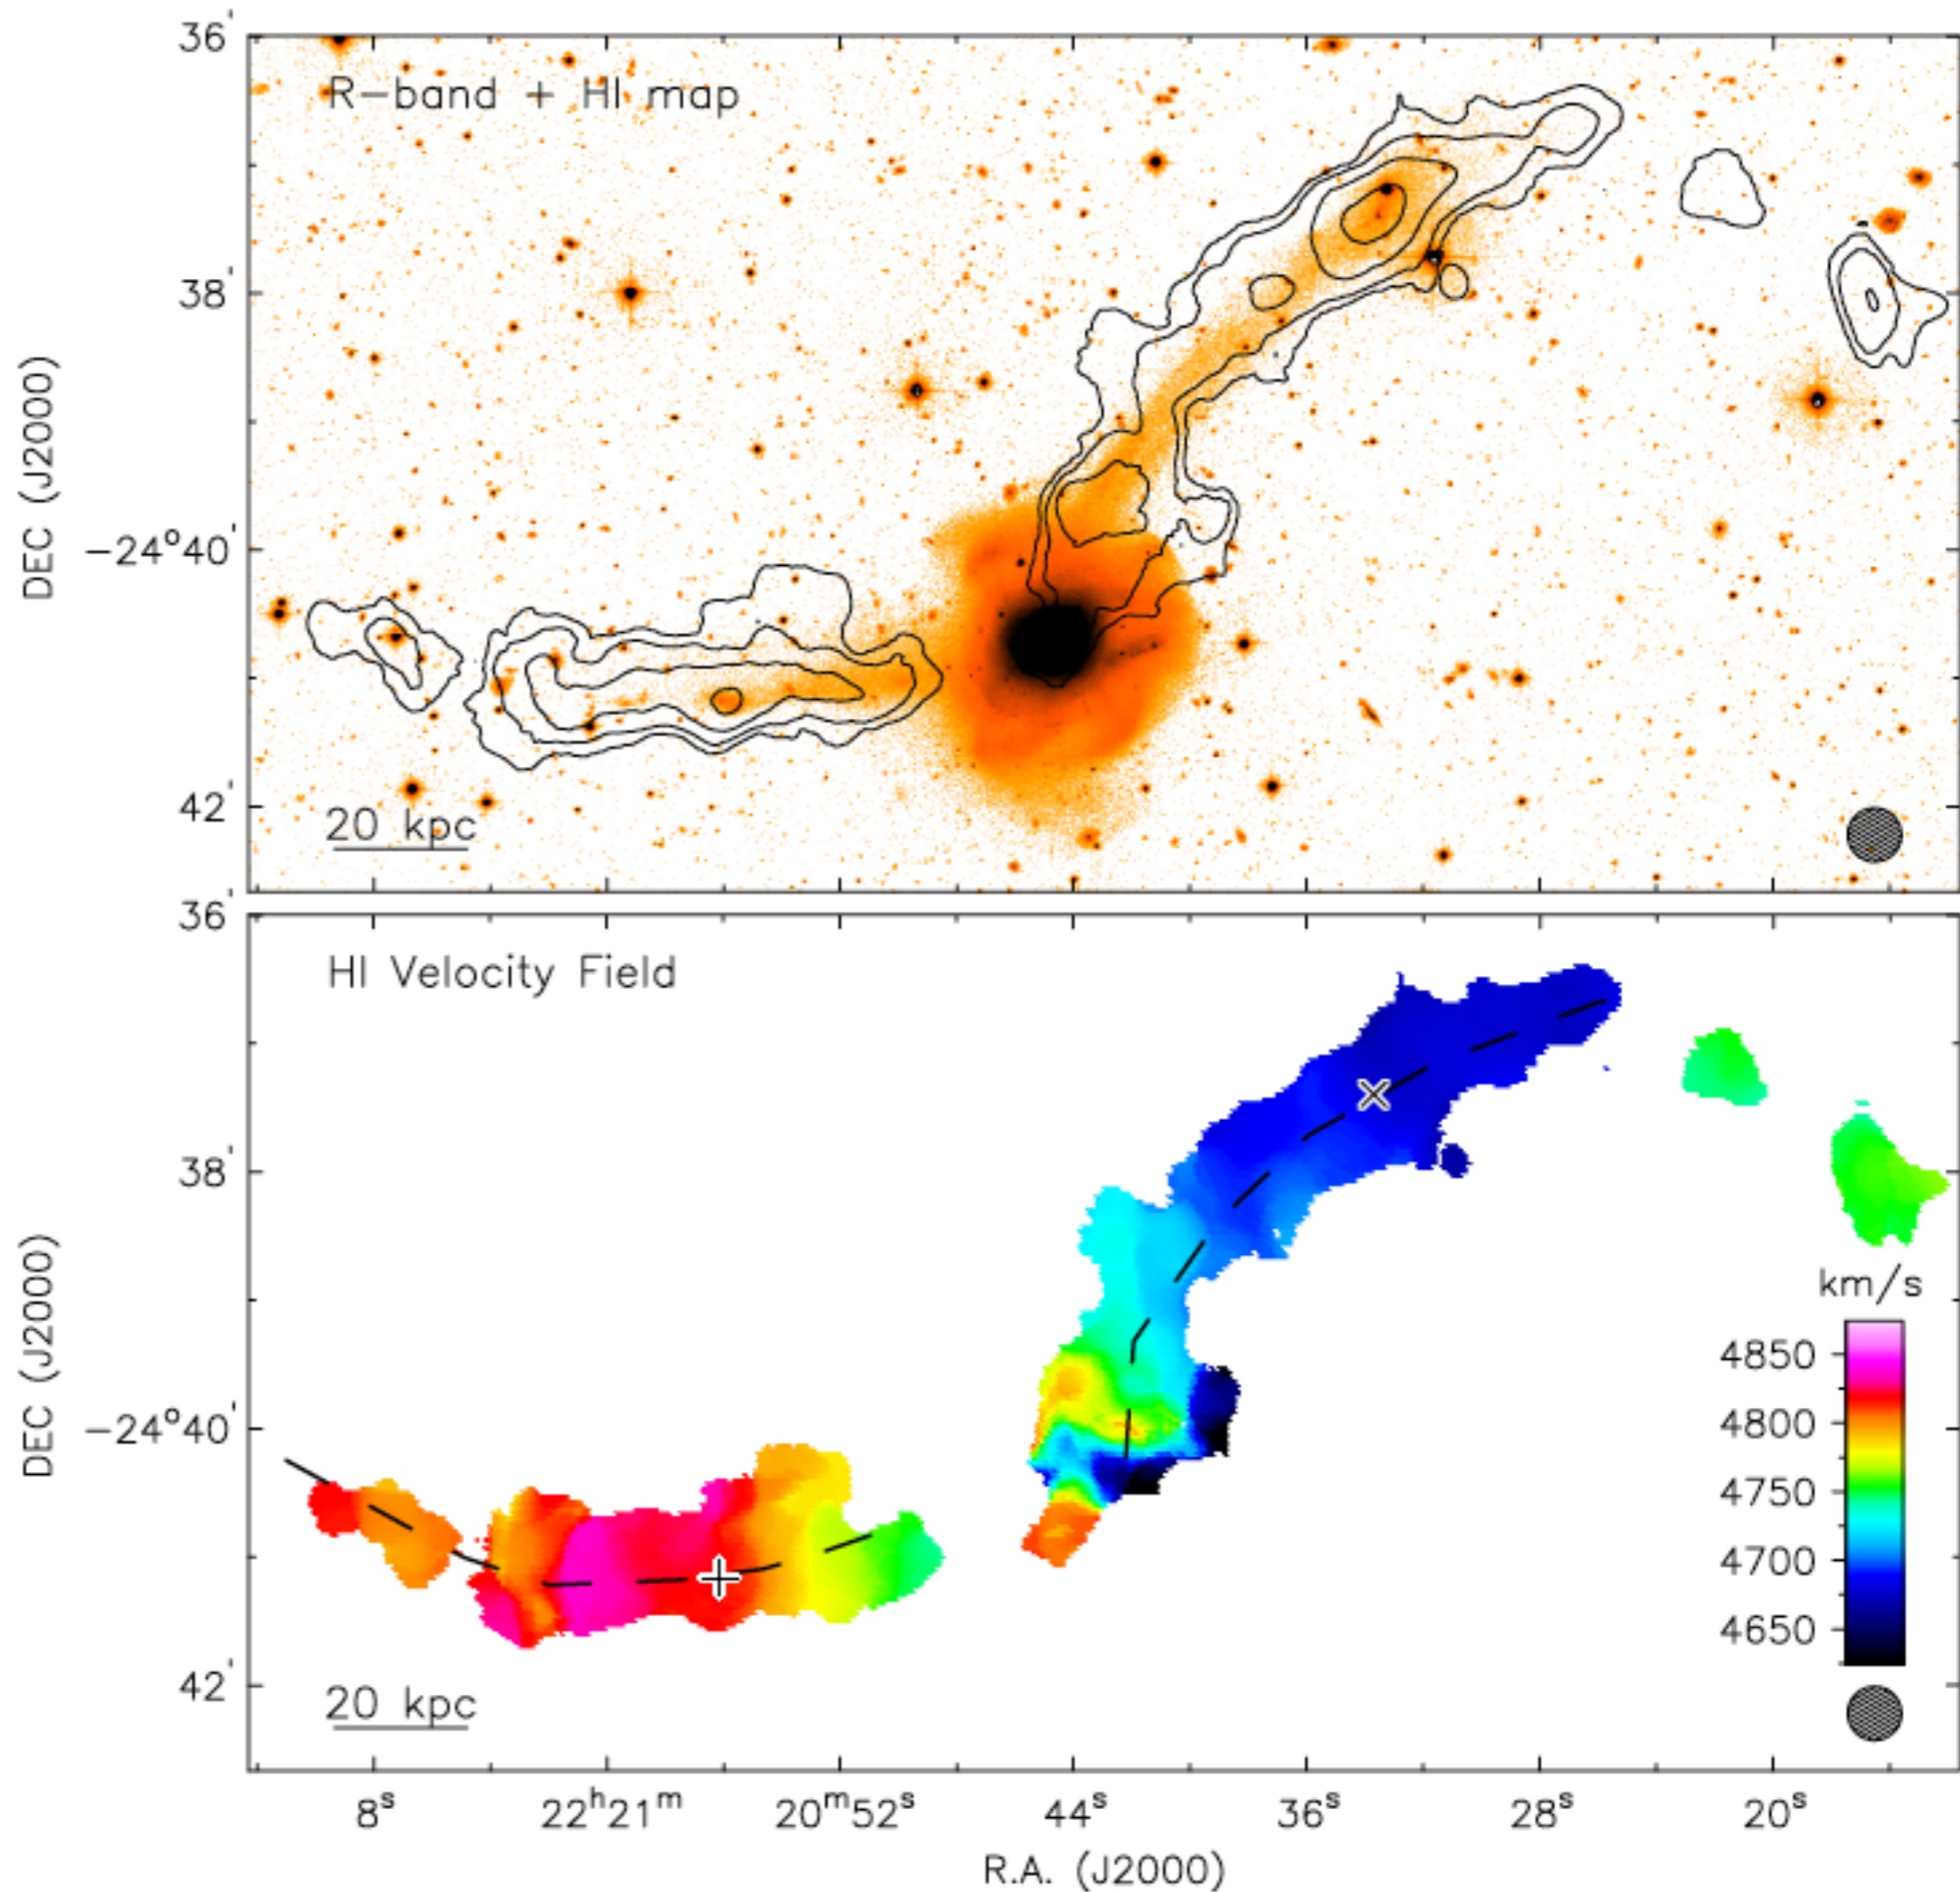 R-band + HI map
36'
38'
-24°40'
42'
DEC (J2000)
20 kpc
HI Velocity Field
36'
38'
-24°40'
42'
DEC (J2000)
km/s
4850
4800
4750
4700
4650
20 kpc
8s 22h21m 20m52s 44s 36s 28s 20s
R.A. (J2000)